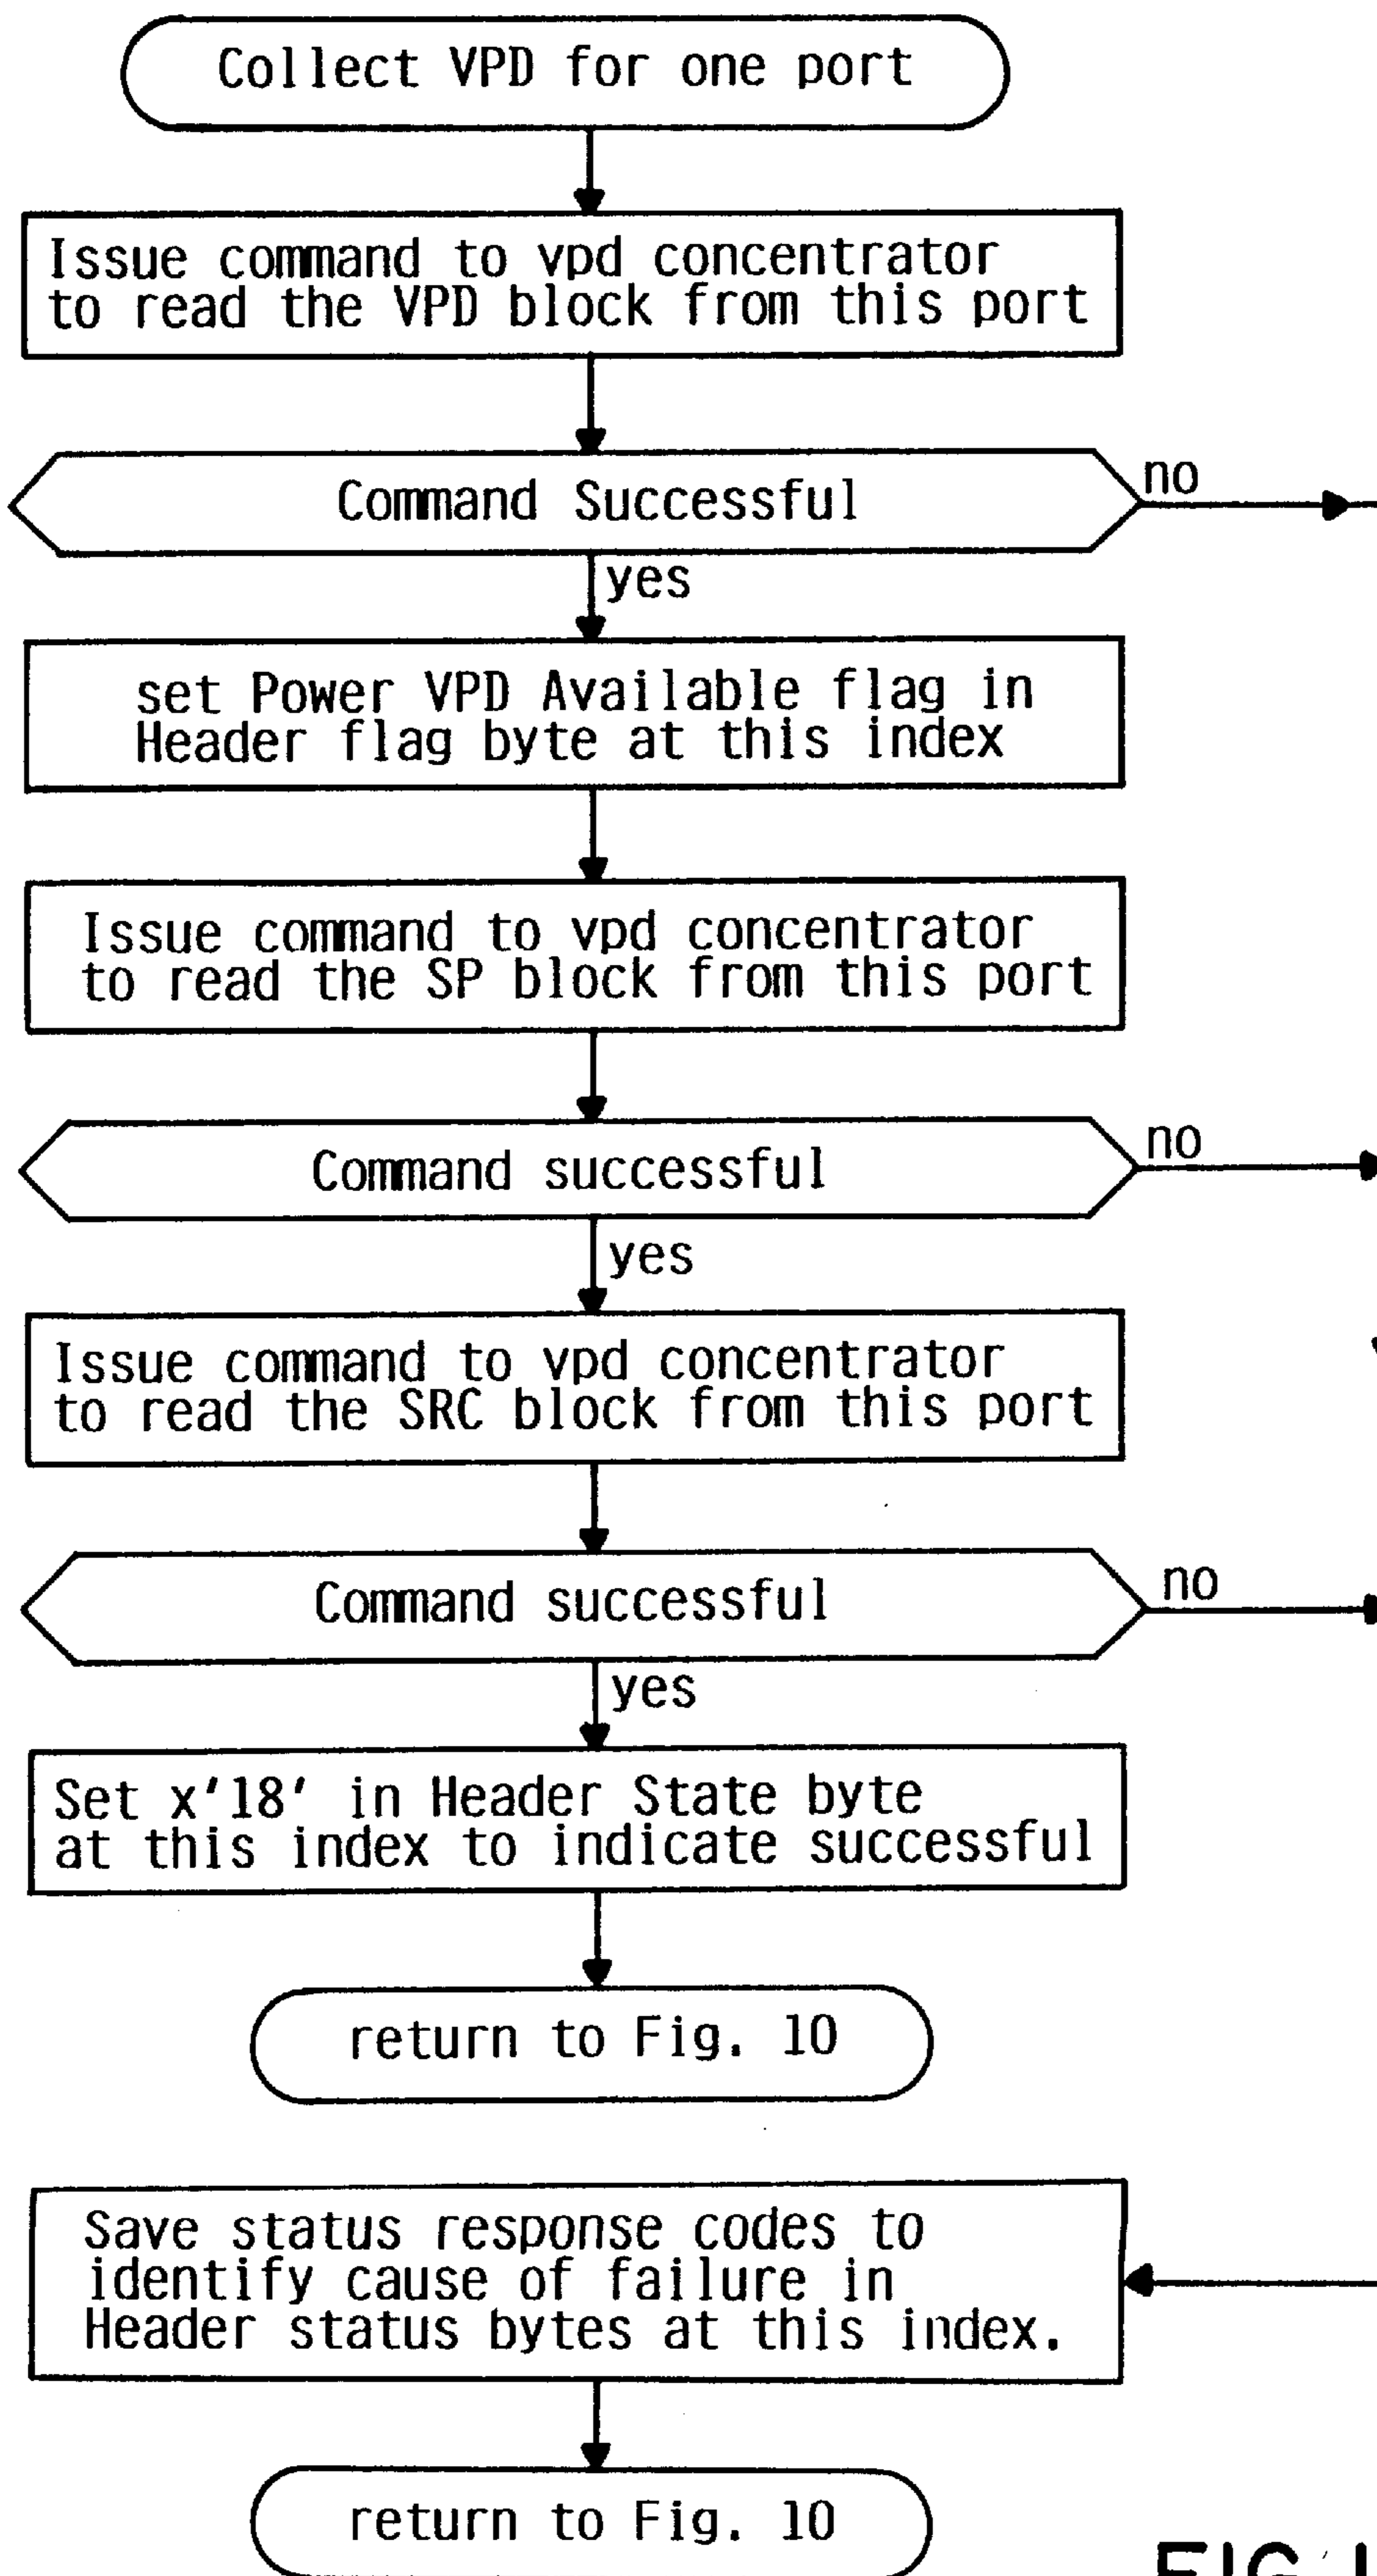 Collect VPD for one port
Issue command to vpd concentrator
to read the VPD block from this port
Command Successful
no
yes
set Power VPD Available flag in
Header flag byte at this index
Issue command to vpd concentrator
to read the SP block from this port
Command successful
no
yes
Issue command to vpd concentrator
to read the SRC block from this port
Command successful
no
yes
Set x'18' in Header State byte
at this index to indicate successful
return to Fig. 10
Save status response codes to
identify cause of failure in
Header status bytes at this index.
return to Fig. 10